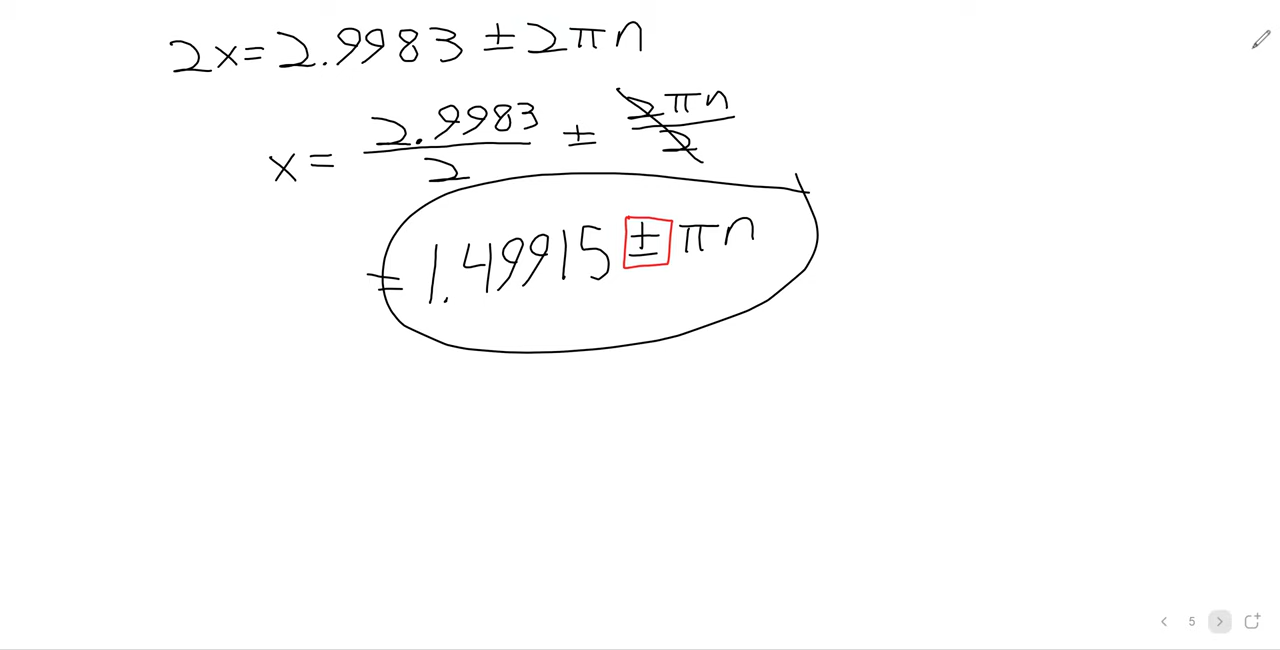 2x = 2.9983 ± 2πn
x = 2.9983/2 ± 2πn/2
= 1.49915 ± πn
5